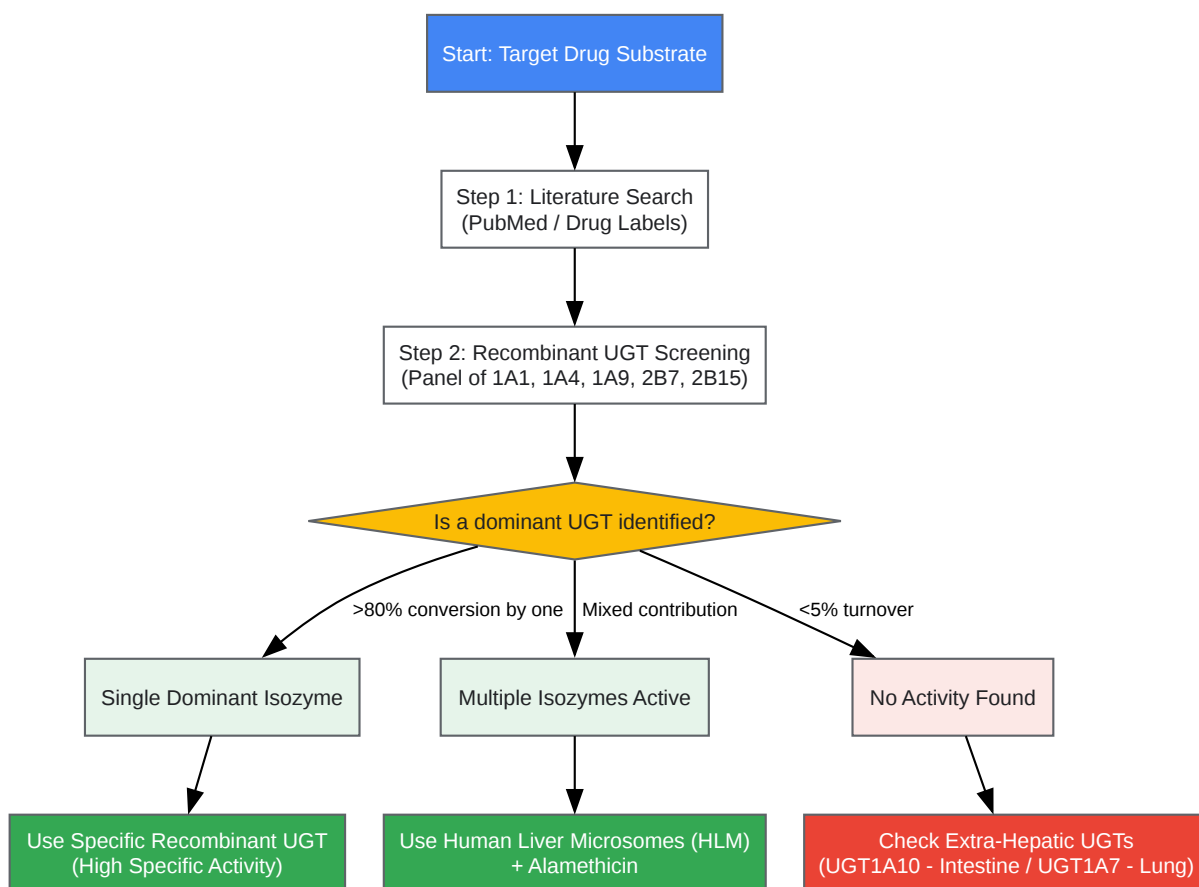 Start: Target Drug Substrate
Step 1: Literature Search
(PubMed / Drug Labels)
Step 2: Recombinant UGT Screening
(Panel of 1A1, 1A4, 1A9, 2B7, 2B15)
Is a dominant UGT identified?
>80% conversion by one
Mixed contribution
<5% turnover
Single Dominant Isozyme
Multiple Isozymes Active
No Activity Found
Use Specific Recombinant UGT
(High Specific Activity)
Use Human Liver Microsomes (HLM)
+ Alamethicin
Check Extra-Hepatic UGTs
(UGT1A10 - Intestine / UGT1A7 - Lung)